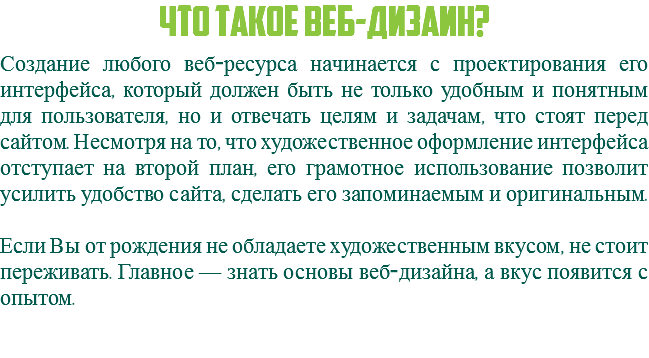 ЧТО ТАКОЕ ВЕБ-ДИЗАЙН?
Создание любого веб-ресурса начинается с проектирования его
интерфейса, который должен быть не только удобным и понятным
для пользователя, но и отвечать целям и задачам, что стоят перед
сайтом. Несмотря на то, что художественное оформление интерфейса
отступает на второй план, его грамотное использование позволит
усилить удобство сайта, сделать его запоминаемым и оригинальным.
Если Вы от рождения не обладаете художественным вкусом, не стоит
переживать. Главное — знать основы веб-дизайна, а вкус появится с
опытом.